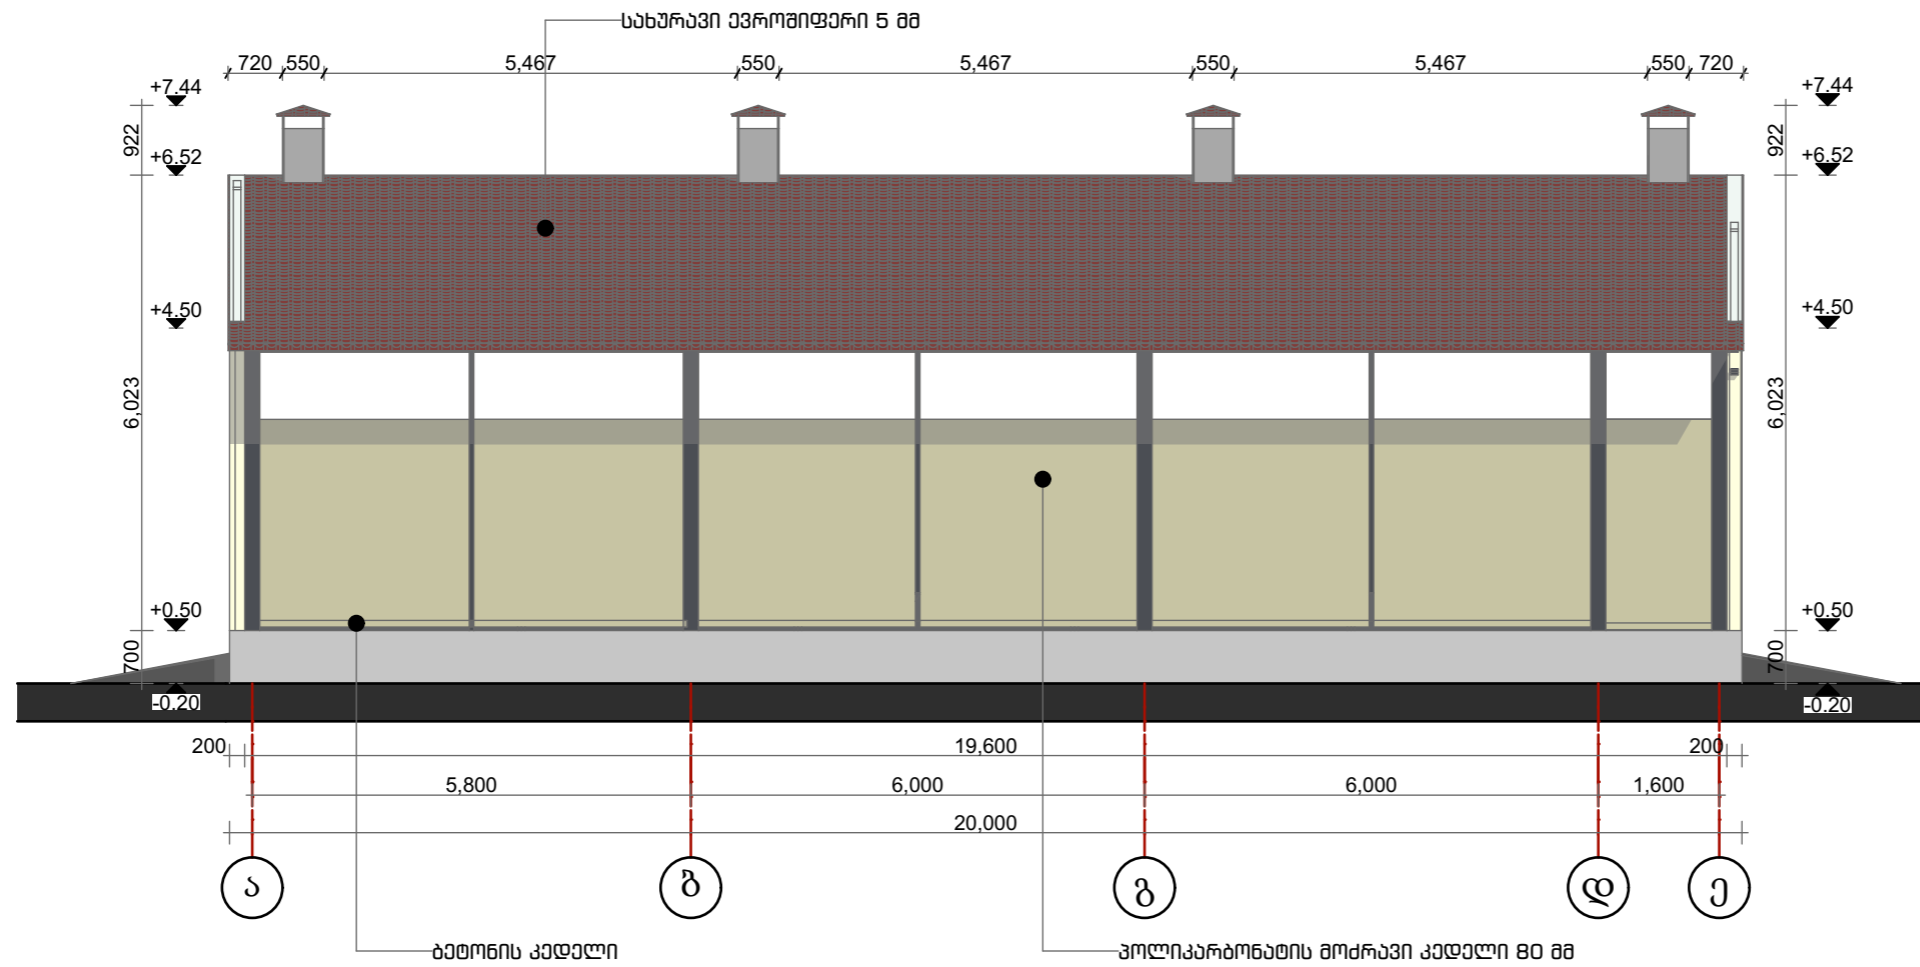 სახურავი ევროშიფერი 5 მმ
720 550 5,467 550 5,467 550 5,467 550 720
+7.44 +7.44
922 922
+6.52 +6.52
+4.50 +4.50
6,023 6,023
+0.50 +0.50
700 700
-0.20 -0.20
200 19,600 200
5,800 6,000 6,000 1,600
20,000
ა ბ გ დ ე
ბეტონის კედელი
პოლიკარბონატის მოძრავი კედელი 80 მმ